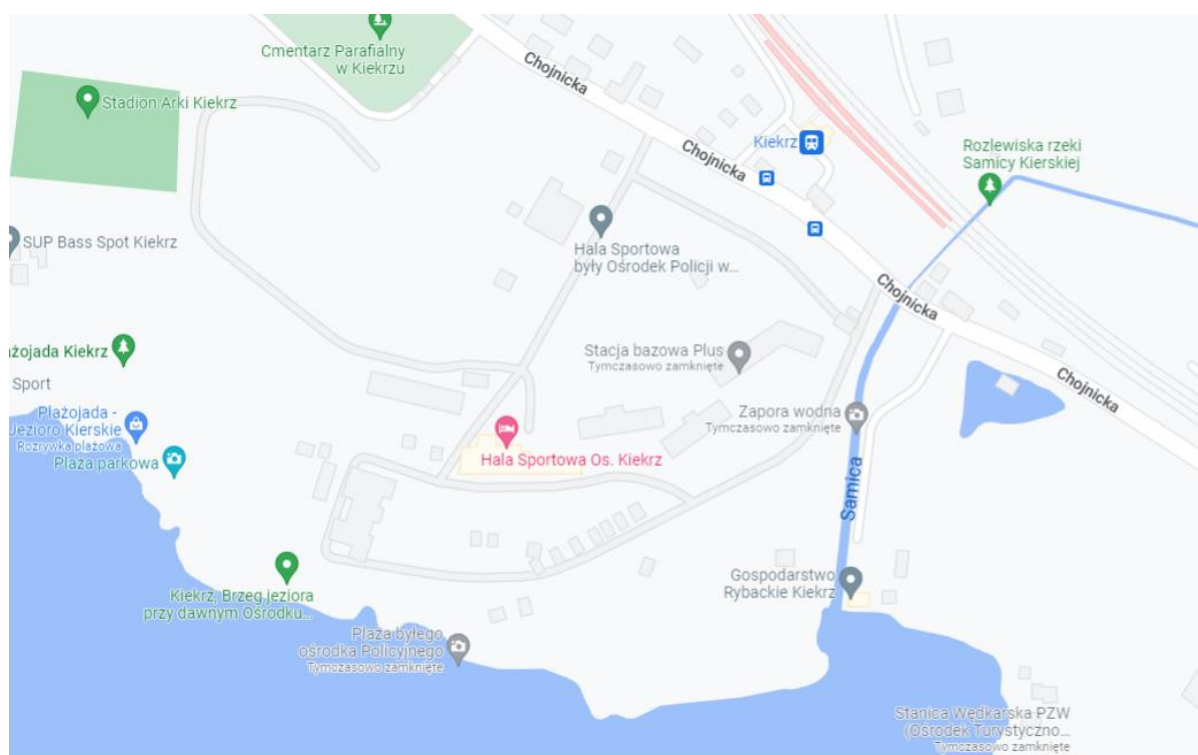 Cmentarz Parafialny
w Kiekrzu
Chojnicka
Stadion Arki Kiekrz
Kiekrz
Rozlewiska rzeki
Samicy Kierskiej
Chojnicka
SUP Bass Spot Kiekrz
Hala Sportowa
były Ośrodek Policji w...
Chojnicka
Stacja bazowa Plus
Tymczasowo zamknięte
Chojnicka
ażojada Kiekrz
Sport
Plażojada -
Jezioro Kierskie
Rozrywka plażowa
Plaża parkowa
Zapora wodna
Tymczasowo zamknięte
Hala Sportowa Os. Kiekrz
Samica
Kiekrz, Brzeg jeziora
przy dawnym Ośrodku...
Gospodarstwo
Rybackie Kiekrz
Plaża byłego
ośrodka Policyjnego
Tymczasowo zamknięte
Stanica Wędkarska PZW
(Ośrodek Turystyczno...
Tymczasowo zamknięte